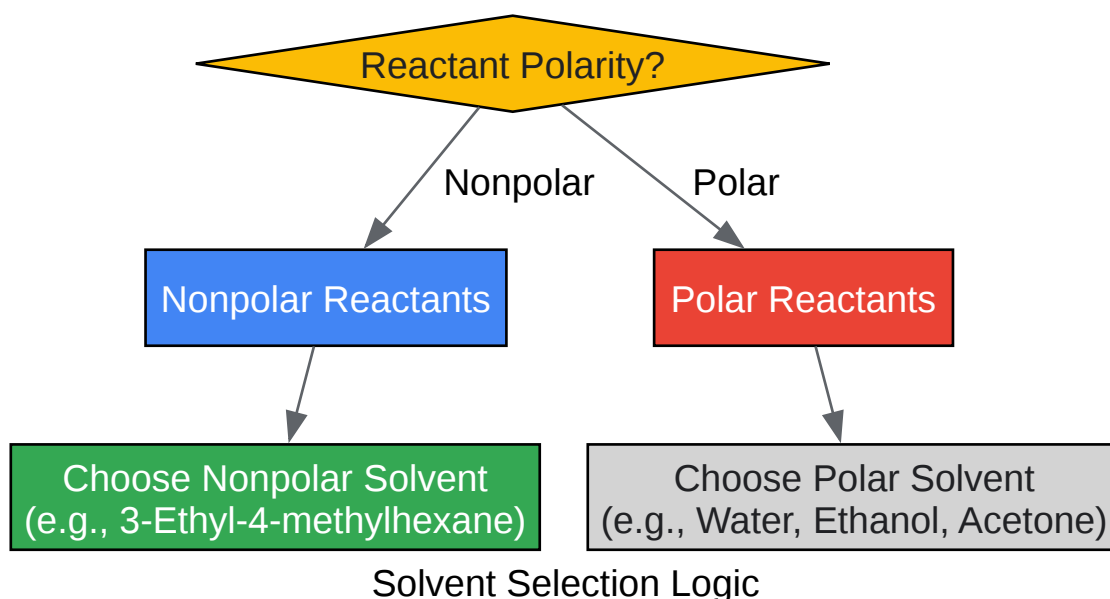 Reactant Polarity?
Nonpolar
Polar
Nonpolar Reactants
Polar Reactants
Choose Nonpolar Solvent
(e.g., 3-Ethyl-4-methylhexane)
Choose Polar Solvent
(e.g., Water, Ethanol, Acetone)
Solvent Selection Logic